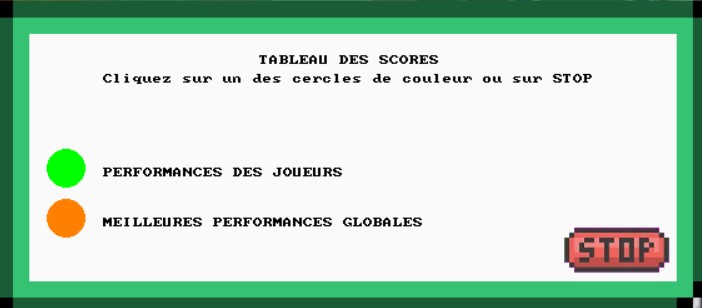 TABLEAU DES SCORES
Cliquez sur un des cercles de couleur ou sur STOP
PERFORMANCES DES JOUEURS
MEILLEURES PERFORMANCES GLOBALES
STOP